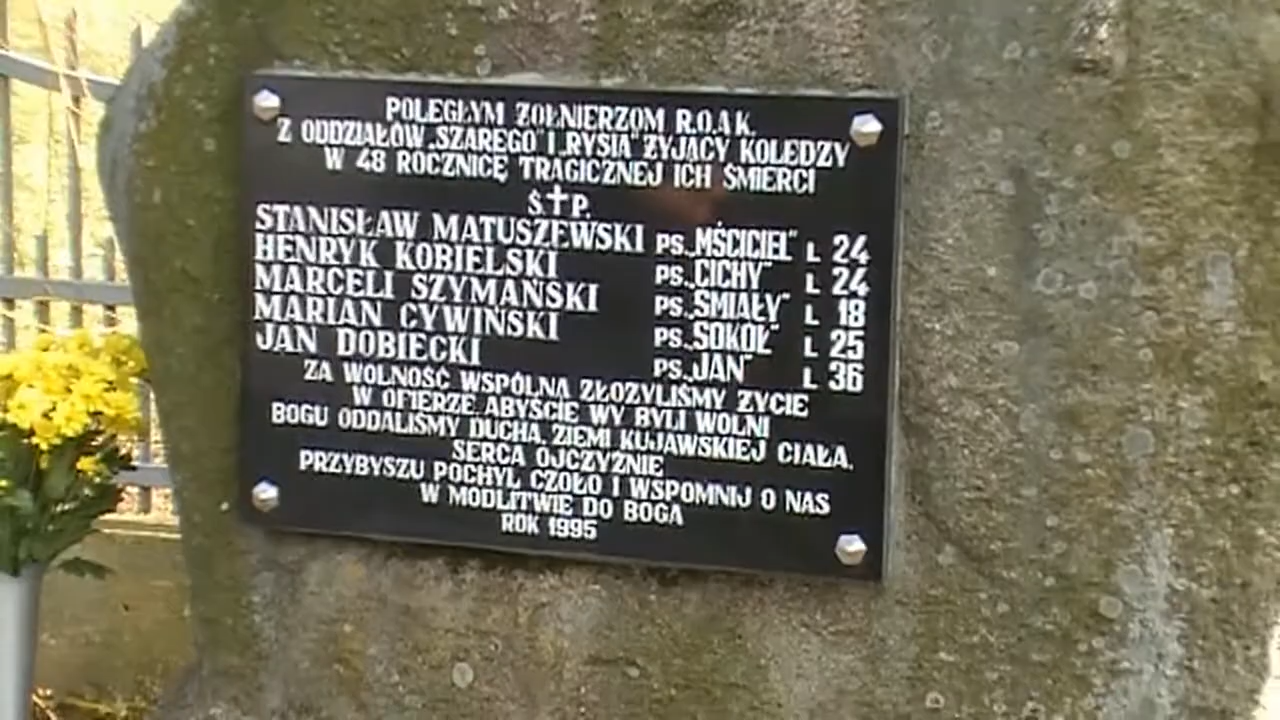 POLEGŁYM ŻOŁNIERZOM R.O.A K.
Z ODDZIAŁÓW „SZAREGO" I „RYSIA" ŻYJĄCY KOLEDZY
W 48 ROCZNICĘ TRAGICZNEJ ICH ŚMIERCI
Ś.✝P.
STANISŁAW MATUSZEWSKI PS. „MŚCICIEL" L 24
HENRYK KOBIELSKI PS. „CICHY" L 24
MARCELI SZYMAŃSKI PS. „ŚMIAŁY" L 18
MARIAN CYWIŃSKI PS. „SOKÓŁ" L 25
JAN DOBIECKI PS. „JAN" L 36
ZA WOLNOŚĆ WSPÓLNĄ ZŁOŻYLIŚMY ŻYCIE
W OFIERZE ABYŚCIE WY BYLI WOLNI
BOGU ODDALIŚMY DUCHA, ZIEMI KUJAWSKIEJ CIAŁA,
SERCA OJCZYŹNIE
PRZYBYSZU POCHYL CZOŁO I WSPOMNIJ O NAS
W MODLITWIE DO BOGA
ROK 1995